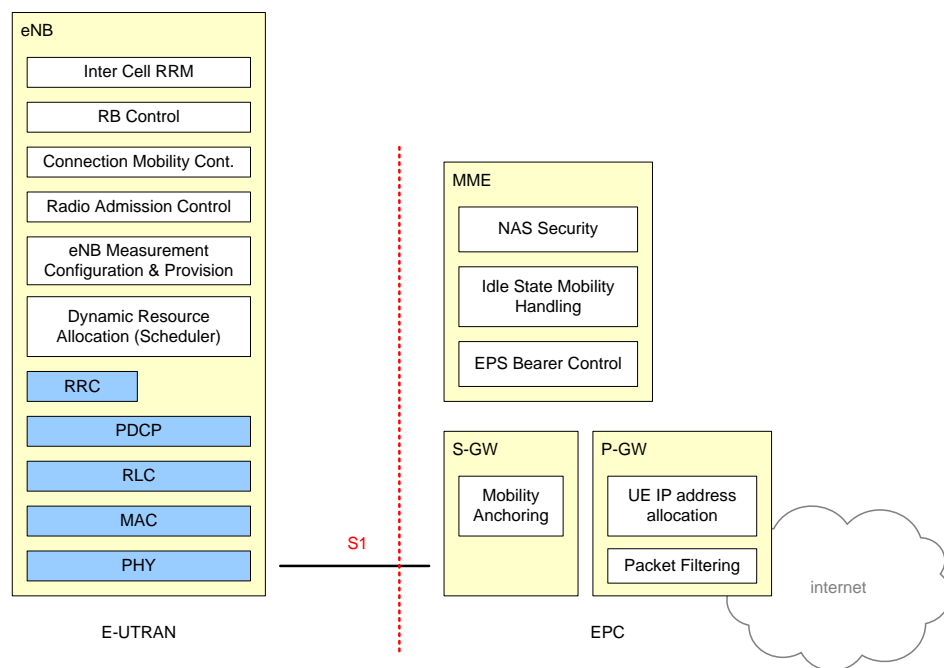 eNB
Inter Cell RRM
RB Control
Connection Mobility Cont.
Radio Admission Control
eNB Measurement
Configuration & Provision
Dynamic Resource
Allocation (Scheduler)
RRC
PDCP
RLC
MAC
PHY
S1
MME
NAS Security
Idle State Mobility
Handling
EPS Bearer Control
S-GW
Mobility
Anchoring
P-GW
UE IP address
allocation
Packet Filtering
internet
E-UTRAN
EPC